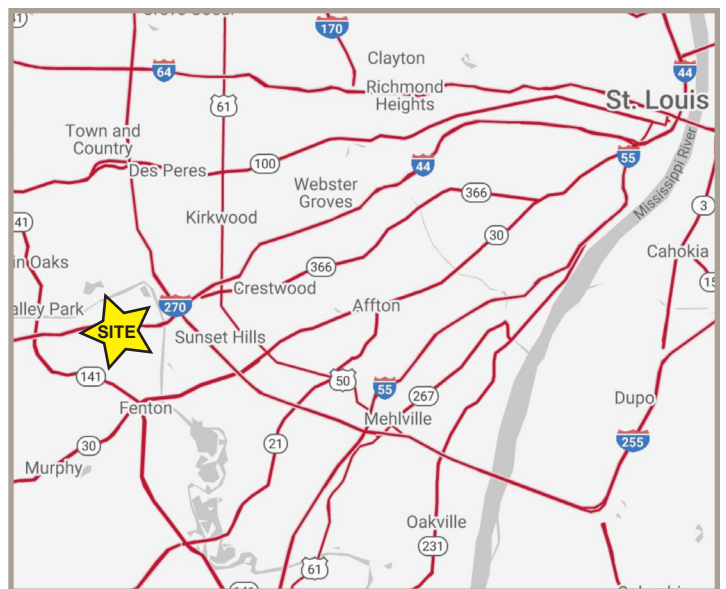 170
Clayton
64
44
Richmond
Heights
St. Louis
61
Town and
Country
55
100
Des Peres
44
Mississippi River
Webster
Groves
366
3
Kirkwood
41
30
Cahokia
in Oaks
366
Crestwood
15
alley Park
270
Affton
SITE
Sunset Hills
141
50
55
267
Dupo
Fenton
Mehlville
30
21
255
Murphy
Oakville
231
61